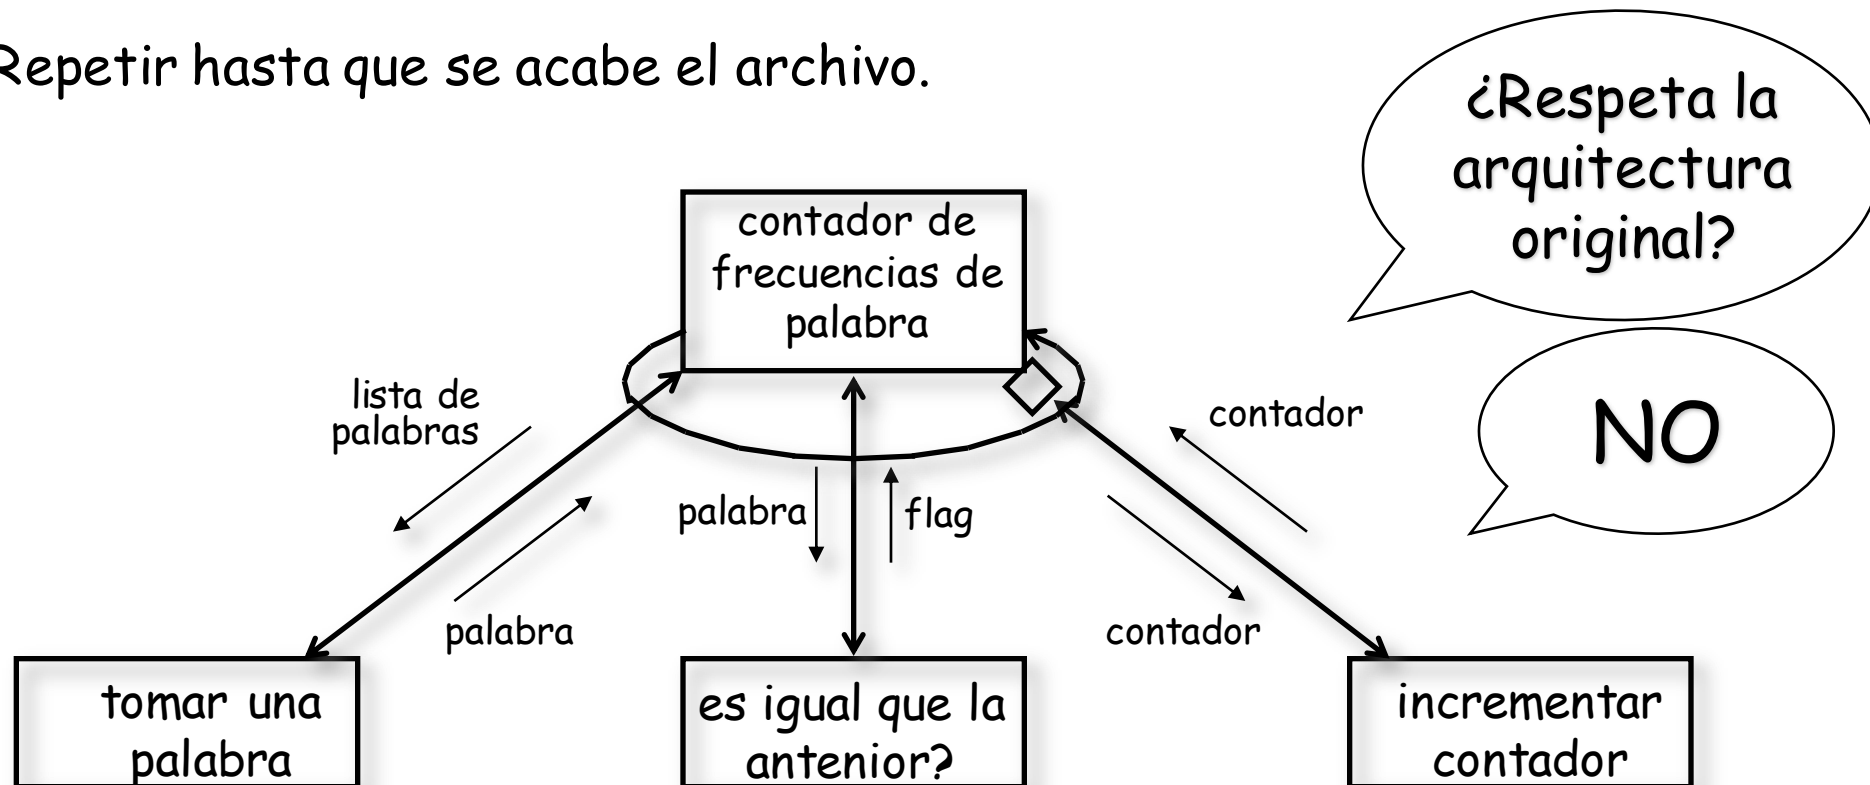 Repetir hasta que se acabe el archivo.
¿Respeta la
arquitectura
original?
NO
contador de
frecuencias de
palabra
lista de
palabras
contador
palabra
flag
palabra
contador
tomar una
palabra
es igual que la
antenior?
incrementar
contador